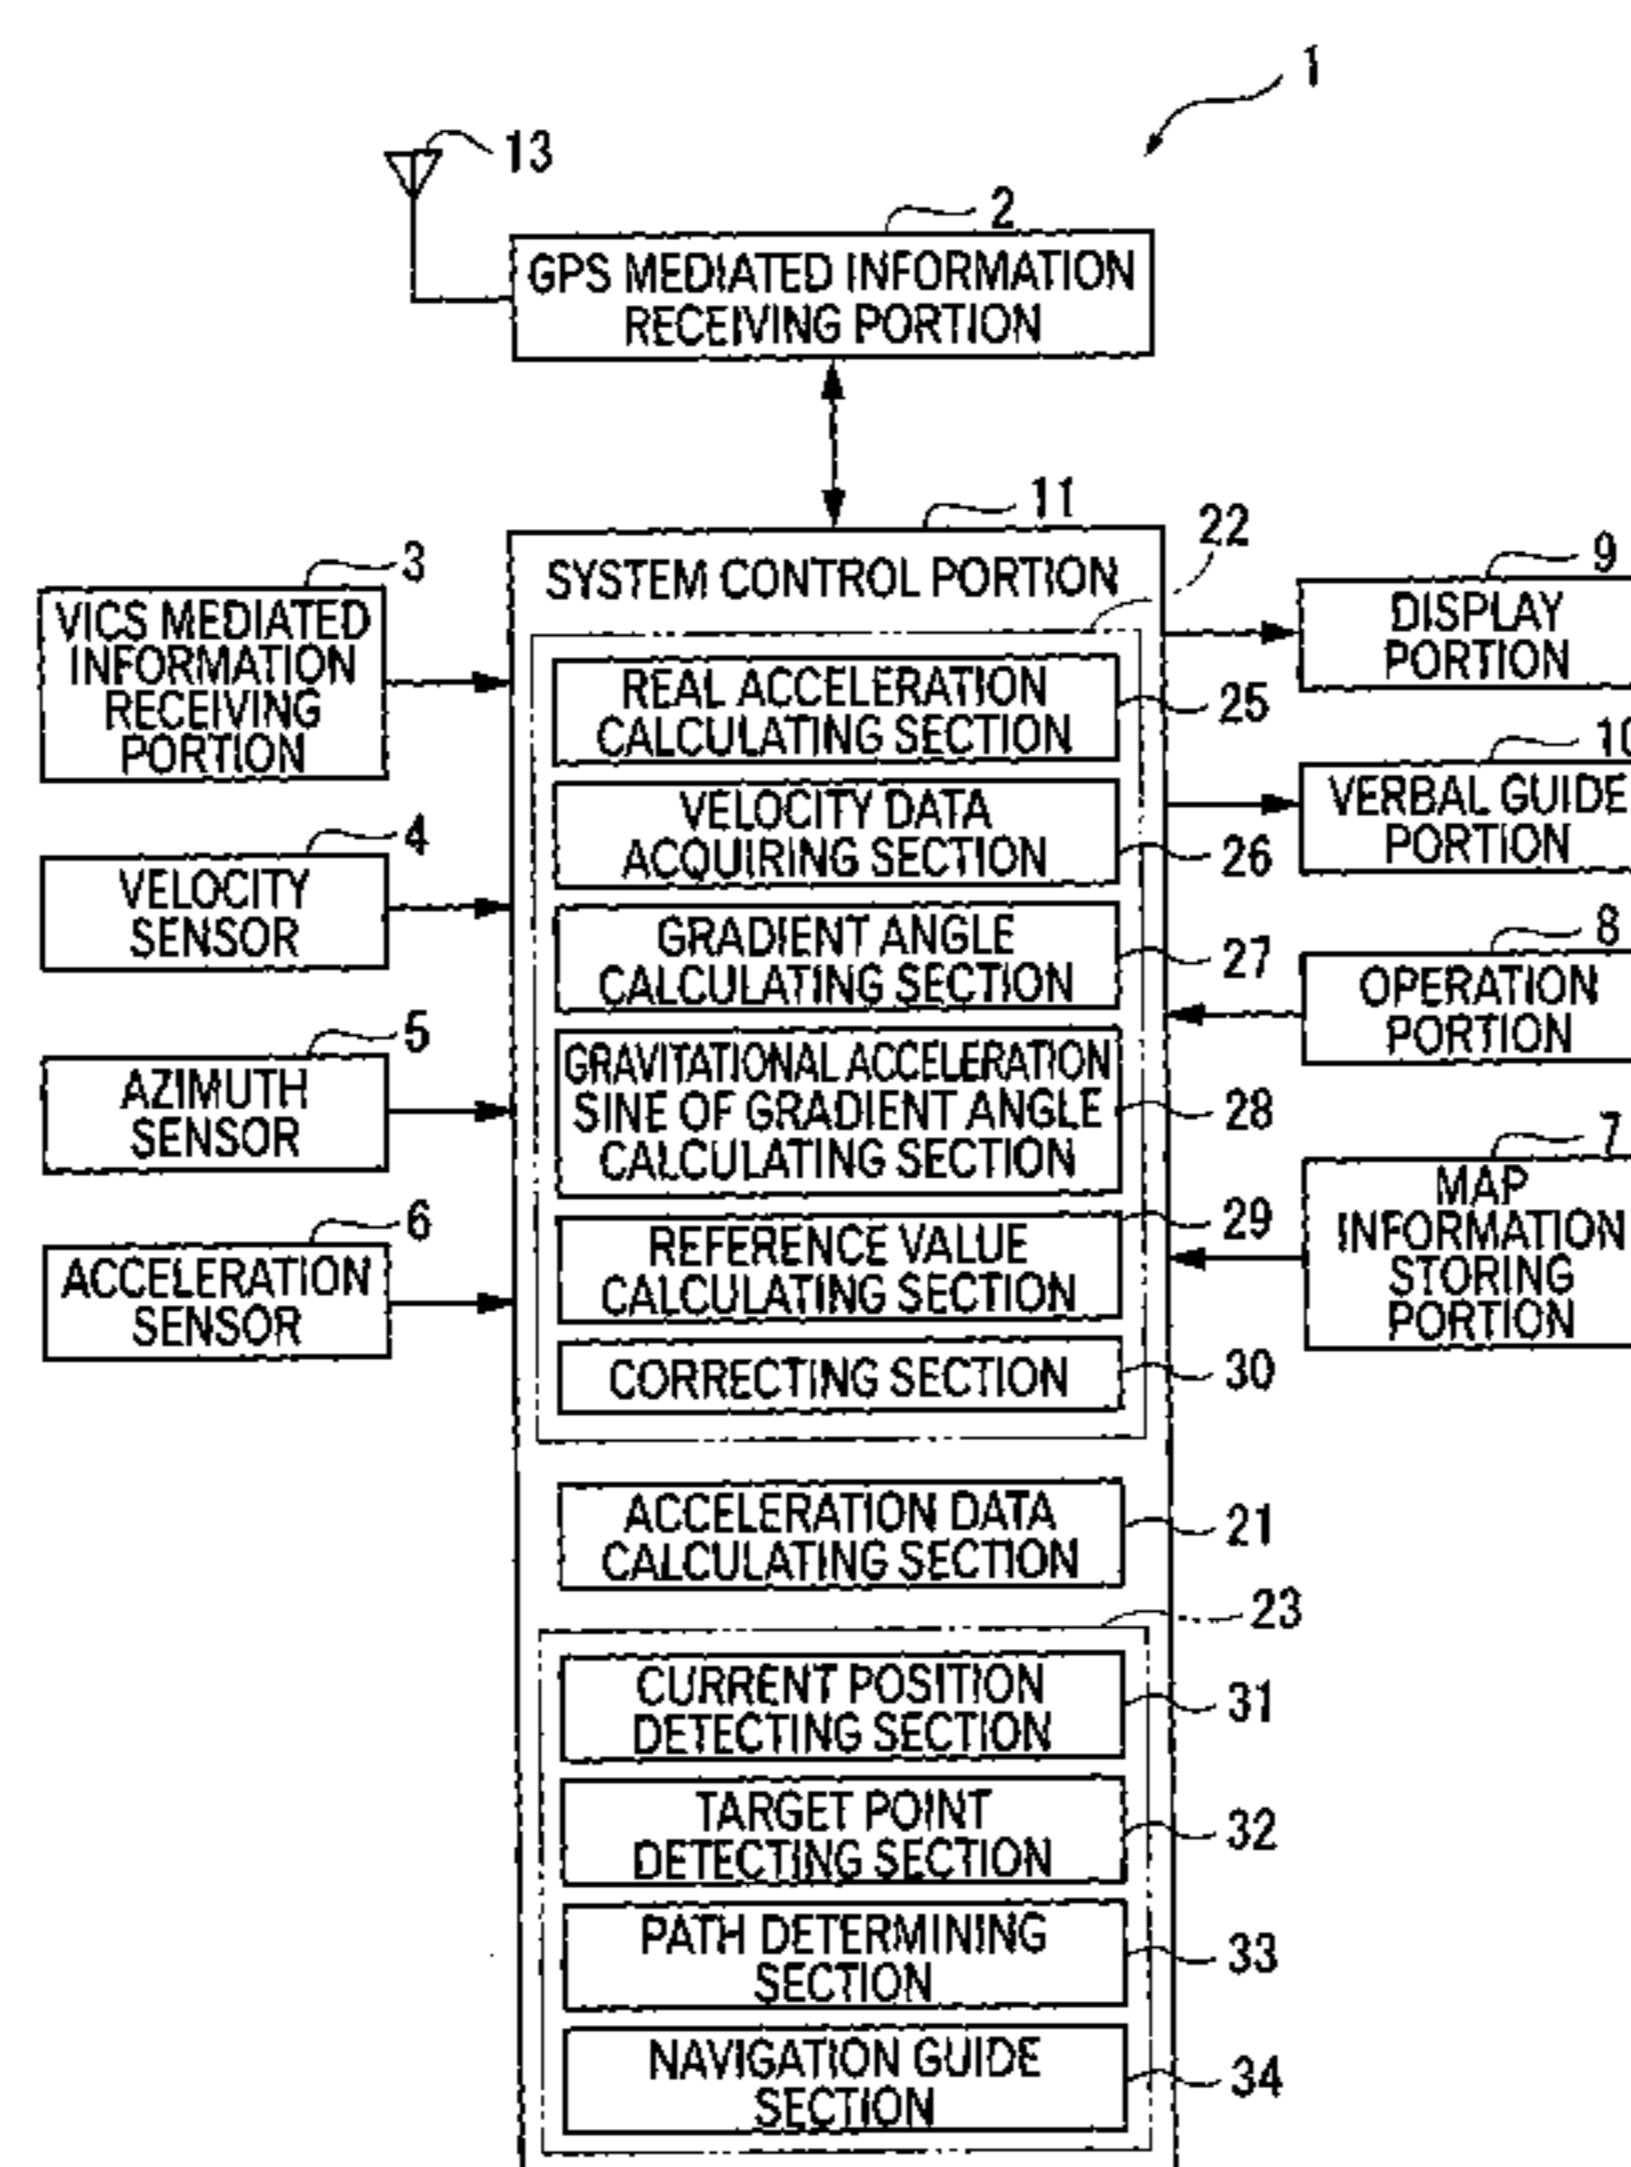 1
13
2
GPS MEDIATED INFORMATION
RECEIVING PORTION
11
SYSTEM CONTROL PORTION
22
3
VICS MEDIATED
INFORMATION
RECEIVING
PORTION
4
VELOCITY
SENSOR
5
AZIMUTH
SENSOR
6
ACCELERATION
SENSOR
REAL ACCELERATION
CALCULATING SECTION
25
VELOCITY DATA
ACQUIRING SECTION
26
GRADIENT ANGLE
CALCULATING SECTION
27
GRAVITATIONAL ACCELERATION
SINE OF GRADIENT ANGLE
CALCULATING SECTION
28
REFERENCE VALUE
CALCULATING SECTION
29
CORRECTING SECTION
30
ACCELERATION DATA
CALCULATING SECTION
21
23
CURRENT POSITION
DETECTING SECTION
31
TARGET POINT
DETECTING SECTION
32
PATH DETERMINING
SECTION
33
NAVIGATION GUIDE
SECTION
34
9
DISPLAY
PORTION
10
VERBAL GUIDE
PORTION
8
OPERATION
PORTION
7
MAP
INFORMATION
STORING
PORTION